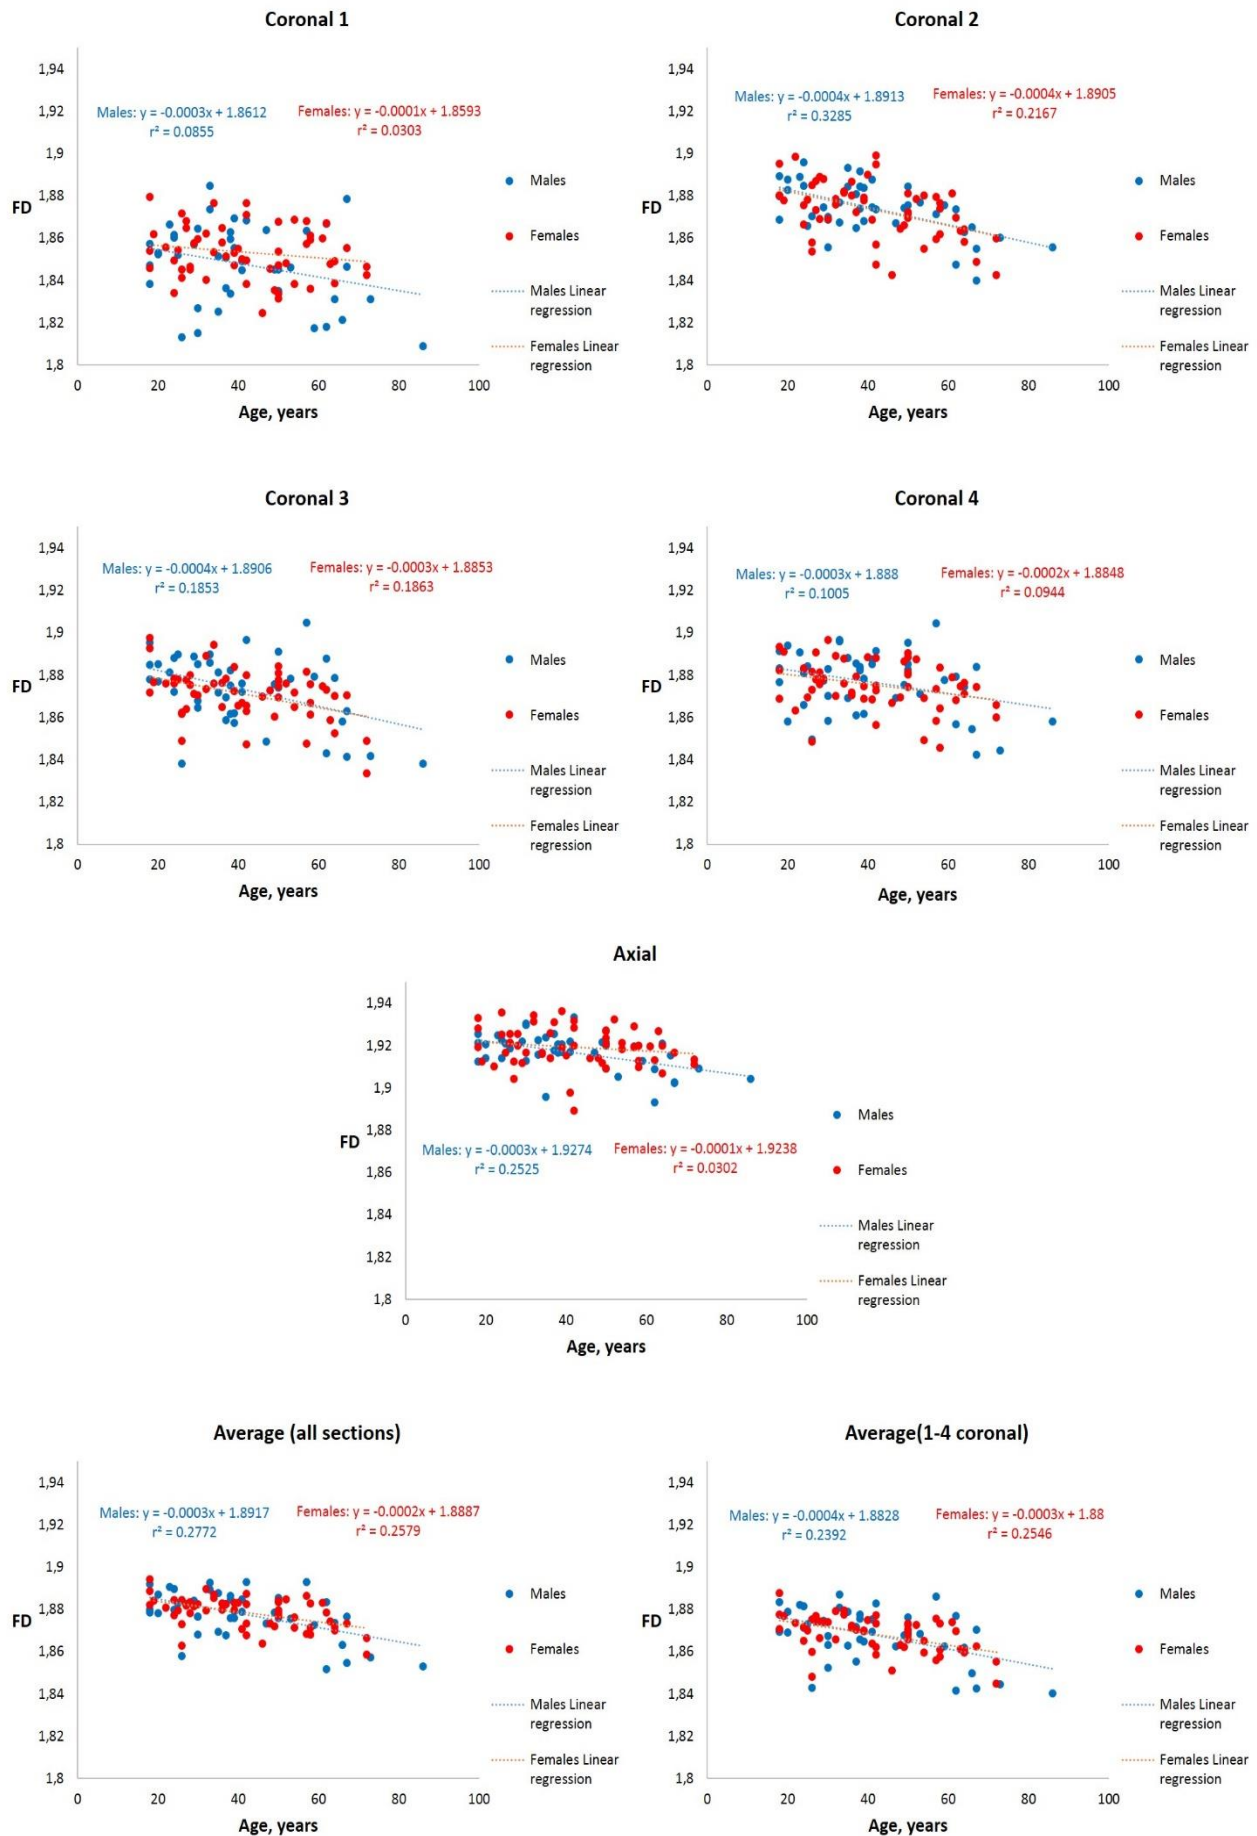 Coronal 1
1,94
1,92
1,9
1,88
1,86
1,84
1,82
1,8
FD
Males: y = -0.0003x + 1.8612
r² = 0.0855
Females: y = -0.0001x + 1.8593
r² = 0.0303
Males
Females
Males Linear
regression
Females Linear
regression
0 20 40 60 80 100
Age, years
Coronal 2
1,94
1,92
1,9
1,88
1,86
1,84
1,82
1,8
FD
Males: y = -0.0004x + 1.8913
r² = 0.3285
Females: y = -0.0004x + 1.8905
r² = 0.2167
Males
Females
Males Linear
regression
Females Linear
regression
0 20 40 60 80 100
Age, years
Coronal 3
1,94
1,92
1,9
1,88
1,86
1,84
1,82
1,8
FD
Males: y = -0.0004x + 1.8906
r² = 0.1853
Females: y = -0.0003x + 1.8853
r² = 0.1863
Males
Females
Males Linear
regression
Females Linear
regression
0 20 40 60 80 100
Age, years
Coronal 4
1,94
1,92
1,9
1,88
1,86
1,84
1,82
1,8
FD
Males: y = -0.0003x + 1.888
r² = 0.1005
Females: y = -0.0002x + 1.8848
r² = 0.0944
Males
Females
Males Linear
regression
Females Linear
regression
0 20 40 60 80 100
Age, years
Axial
1,94
1,92
1,9
1,88
1,86
1,84
1,82
1,8
FD
Males: y = -0.0003x + 1.9274
r² = 0.2525
Females: y = -0.0001x + 1.9238
r² = 0.0302
Males
Females
Males Linear
regression
Females Linear
regression
0 20 40 60 80 100
Age, years
Average (all sections)
1,94
1,92
1,9
1,88
1,86
1,84
1,82
1,8
FD
Males: y = -0.0003x + 1.8917
r² = 0.2772
Females: y = -0.0002x + 1.8887
r² = 0.2579
Males
Females
Males Linear
regression
Females Linear
regression
0 20 40 60 80 100
Age, years
Average(1-4 coronal)
1,94
1,92
1,9
1,88
1,86
1,84
1,82
1,8
FD
Males: y = -0.0004x + 1.8828
r² = 0.2392
Females: y = -0.0003x + 1.88
r² = 0.2546
Males
Females
Males Linear
regression
Females Linear
regression
0 20 40 60 80 100
Age, years